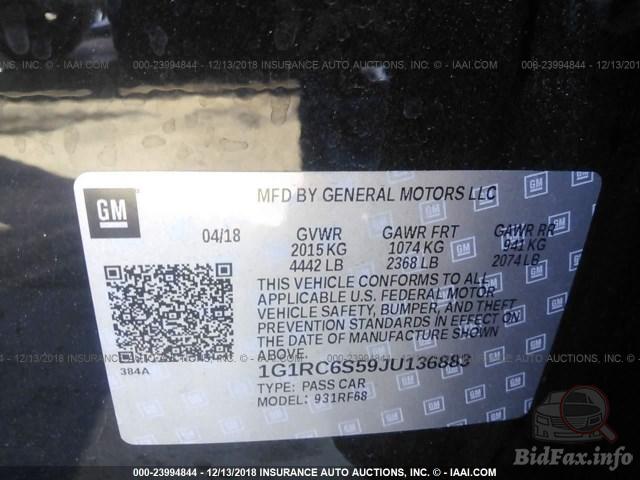 000-23994844 - 12/13/2018 INSURANCE AUTO AUCTIONS, INC. - © IAAI.COM
MFD BY GENERAL MOTORS LLC
GM
04/18 GVWR GAWR FRT GAWR RR
2015 KG 1074 KG 941 KG
4442 LB 2368 LB 2074 LB
THIS VEHICLE CONFORMS TO ALL
APPLICABLE U.S. FEDERAL MOTOR
VEHICLE SAFETY, BUMPER, AND THEFT
PREVENTION STANDARDS IN EFFECT ON
THE DATE OF MANUFACTURE SHOWN
ABOVE.
384A
1G1RC6S59JU136883
TYPE: PASS CAR
MODEL: 931RF68
BidFax.info
000-23994844 - 12/13/2018 INSURANCE AUTO AUCTIONS, INC. - © IAAI.COM